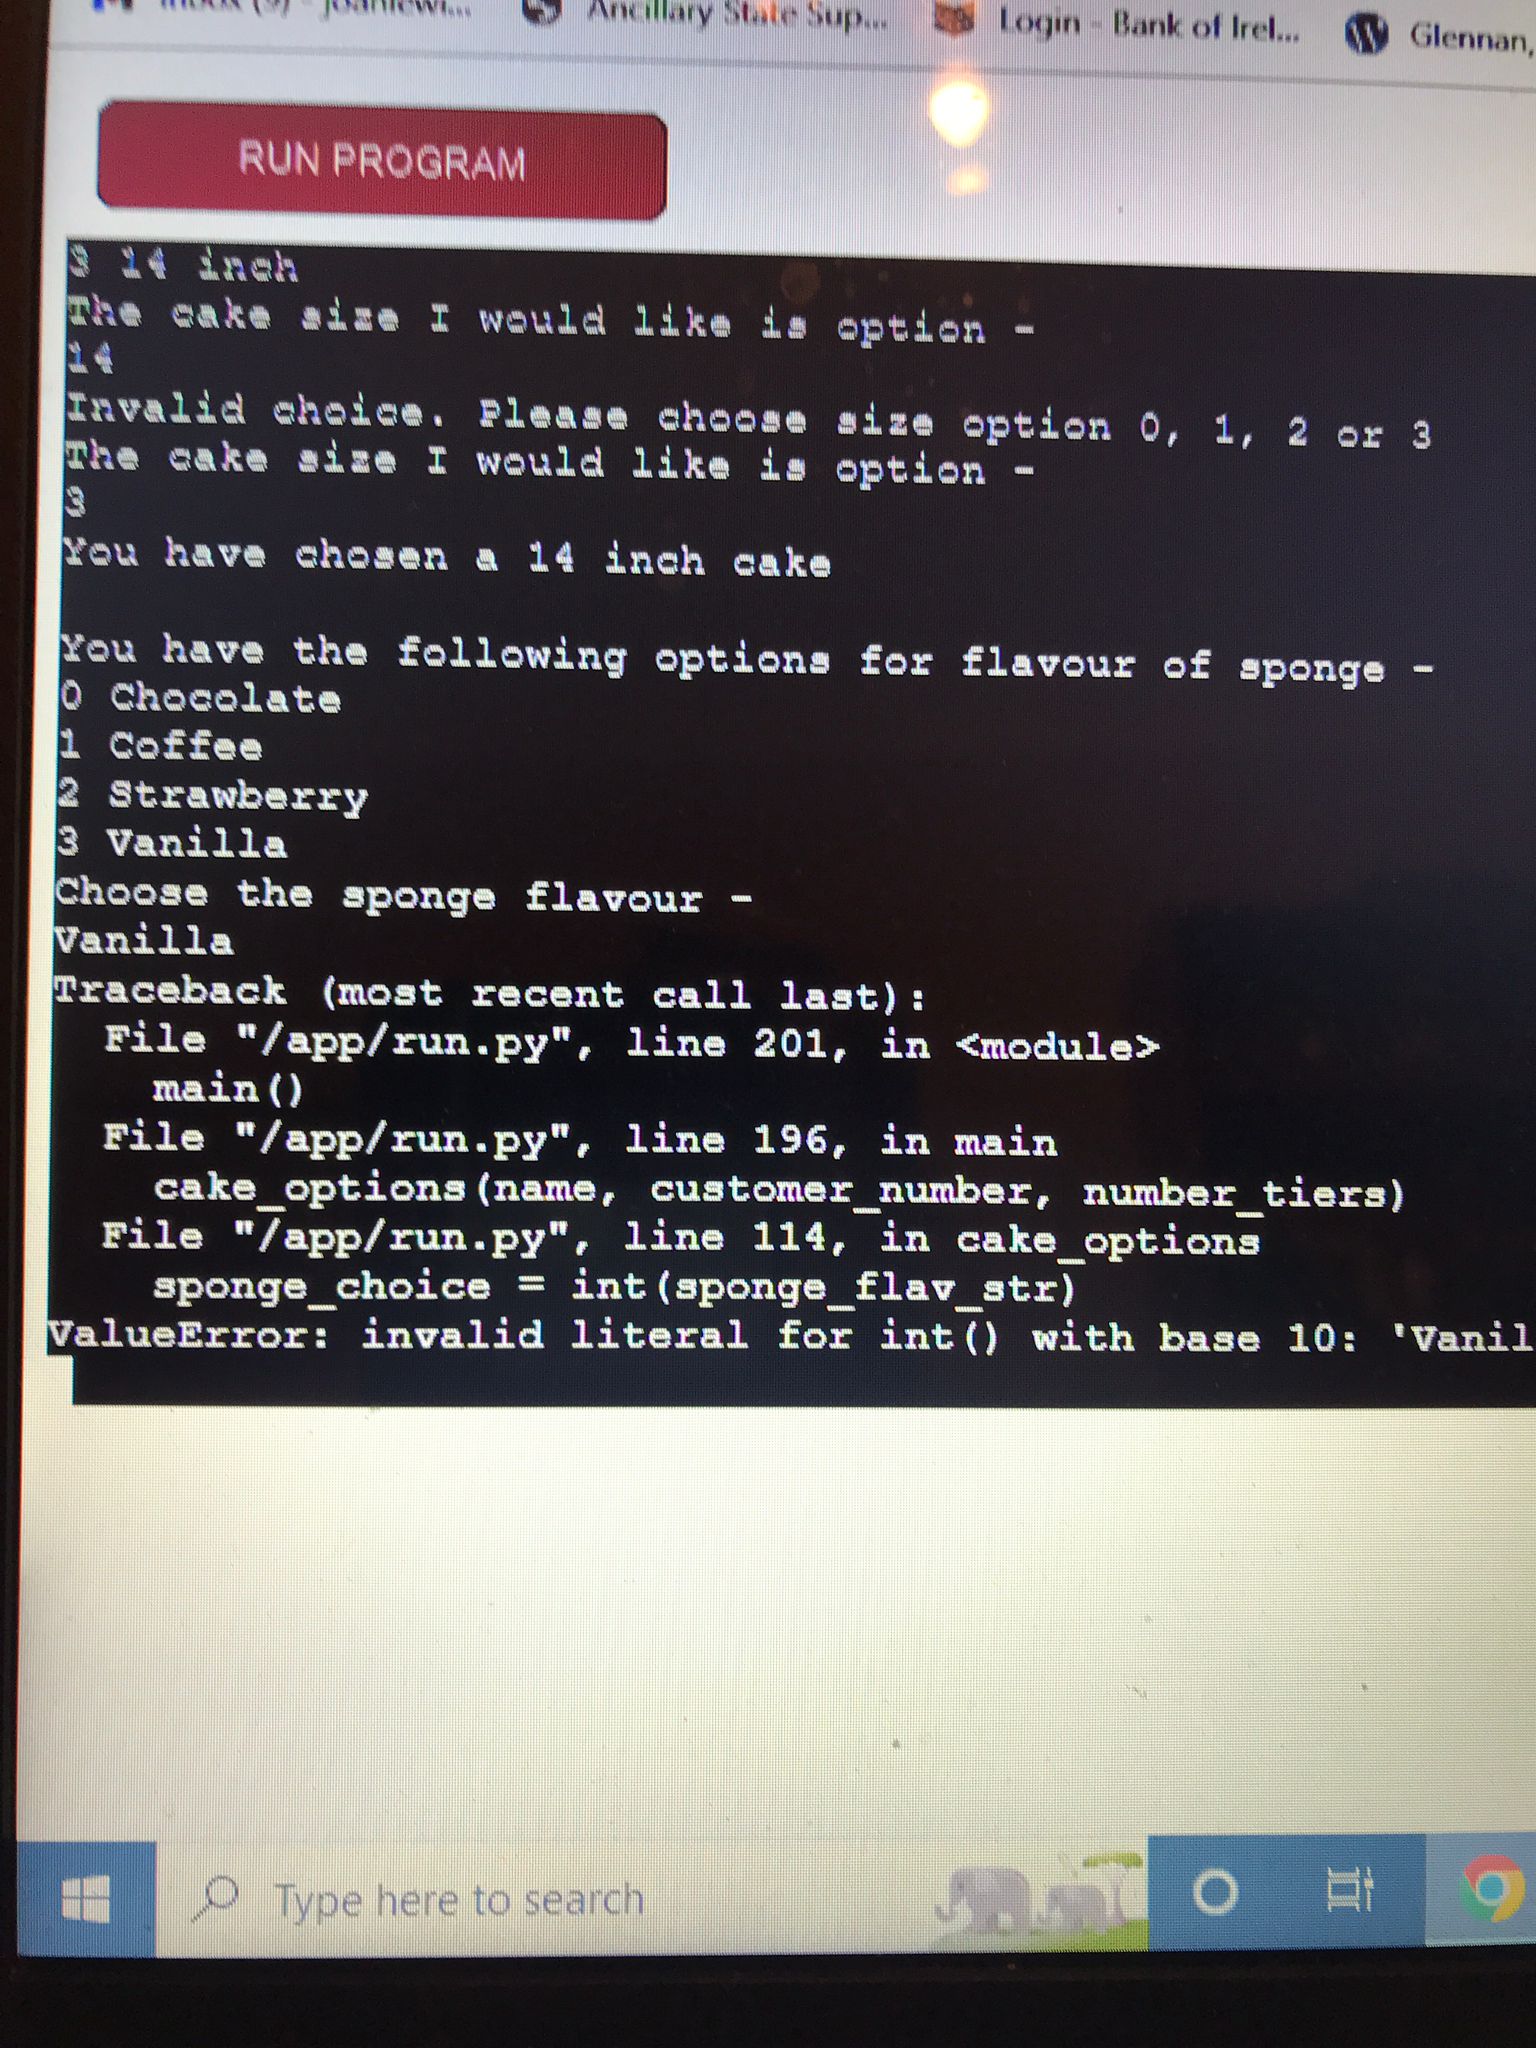 Inbox (9) - joaniewi...
Ancillary State Sup...
Login - Bank of Irel...
Glennan,
RUN PROGRAM
3 14 inch
The cake size I would like is option -
14
Invalid choice. Please choose size option 0, 1, 2 or 3
The cake size I would like is option -
3
You have chosen a 14 inch cake
You have the following options for flavour of sponge -
0 Chocolate
1 Coffee
2 Strawberry
3 Vanilla
Choose the sponge flavour -
Vanilla
Traceback (most recent call last):
File "/app/run.py", line 201, in <module>
main()
File "/app/run.py", line 196, in main
cake_options(name, customer_number, number_tiers)
File "/app/run.py", line 114, in cake_options
sponge_choice = int(sponge_flav_str)
ValueError: invalid literal for int() with base 10: 'Vanil
Type here to search